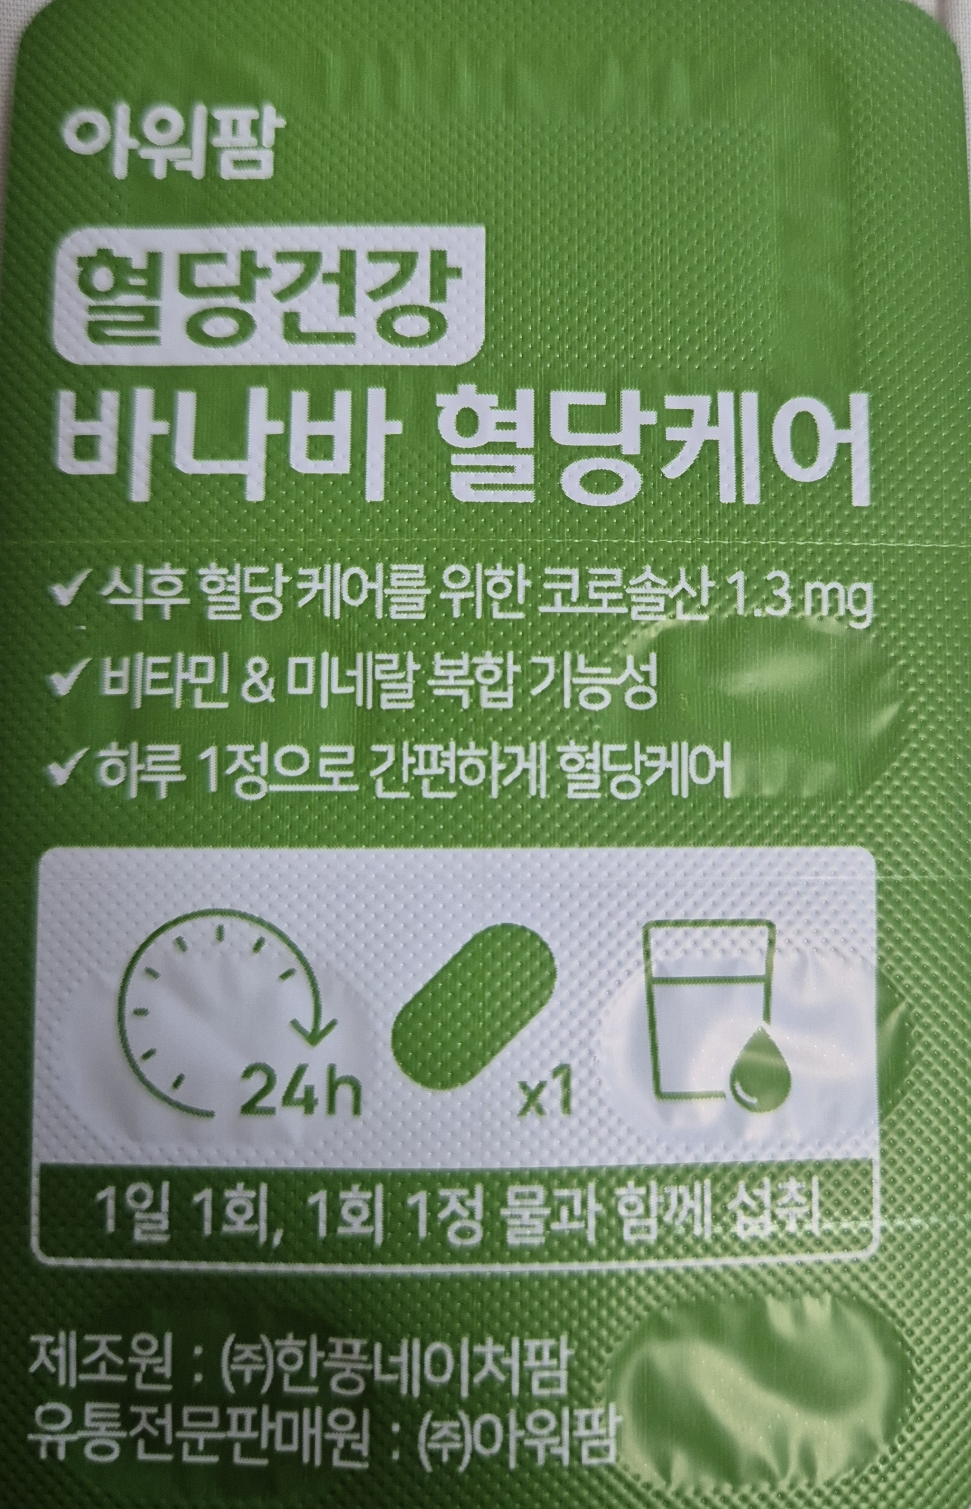 아워팜
혈당건강
바나바 혈당케어
✓ 식후 혈당 케어를 위한 코로솔산 1.3 mg
✓ 비타민 & 미네랄 복합 기능성
✓ 하루 1정으로 간편하게 혈당케어
24h x1
1일 1회, 1회 1정 물과 함께 섭취
제조원 : ㈜한풍네이처팜
유통전문판매원 : ㈜아워팜